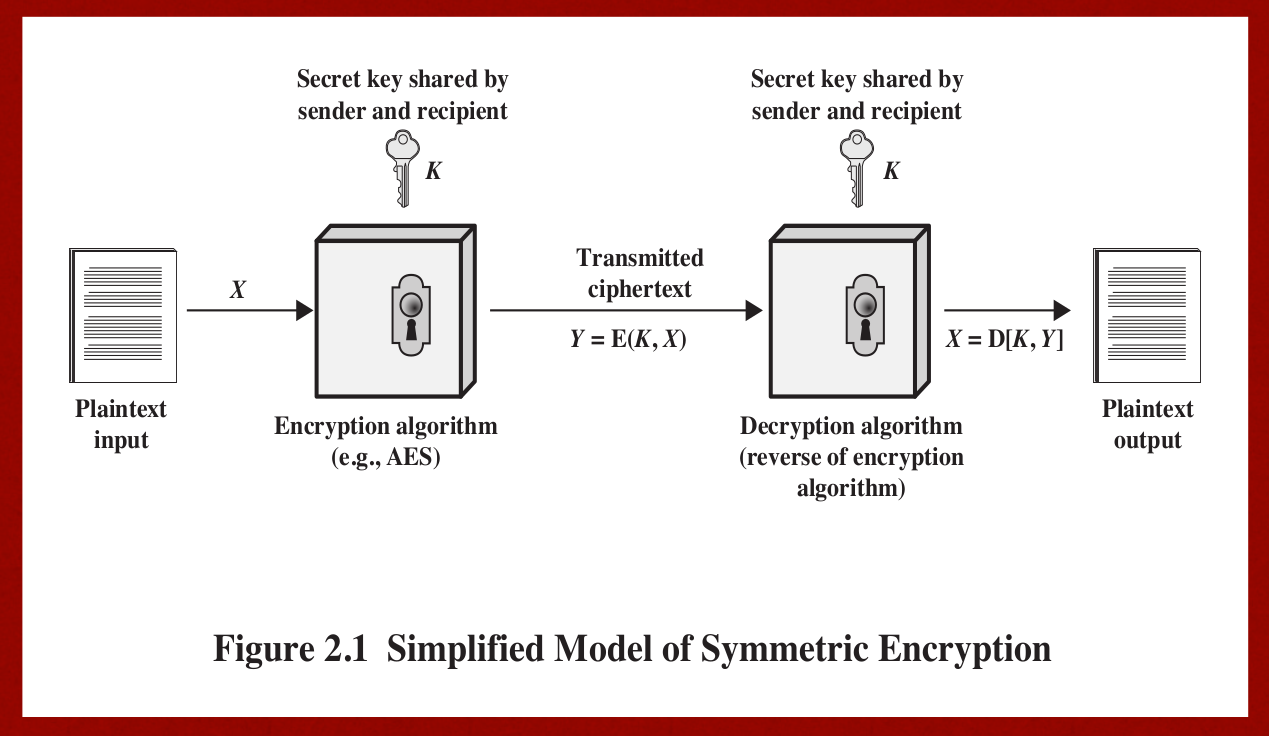 Secret key shared by
sender and recipient
K
Secret key shared by
sender and recipient
K
X
Transmitted
ciphertext
Y = E(K, X)
X = D[K, Y]
Plaintext
input
Encryption algorithm
(e.g., AES)
Decryption algorithm
(reverse of encryption
algorithm)
Plaintext
output
Figure 2.1 Simplified Model of Symmetric Encryption